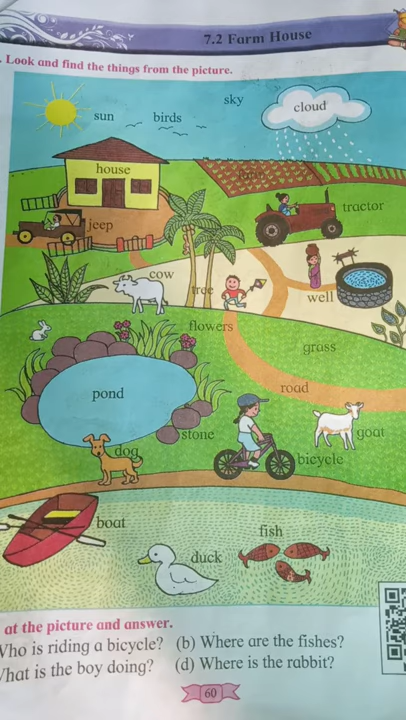 7.2 Farm House
. Look and find the things from the picture.
sky
sun birds cloud
house
farm
jeep tractor
cow
tree
well
flowers
grass
road
pond
stone goat
dog
bicycle
boat
fish
duck
at the picture and answer.
Who is riding a bicycle? (b) Where are the fishes?
What is the boy doing? (d) Where is the rabbit?
60